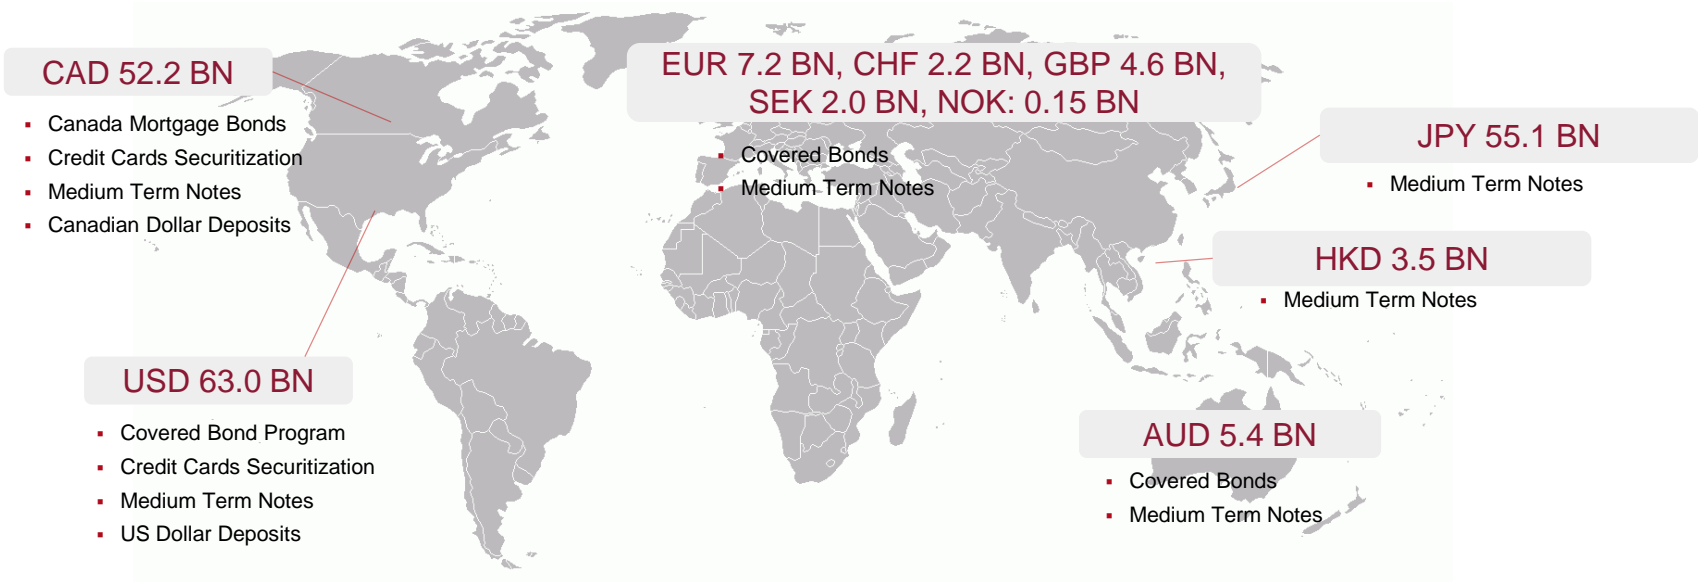 CAD 52.2 BN
Canada Mortgage Bonds
Credit Cards Securitization
Medium Term Notes
Canadian Dollar Deposits
USD 63.0 BN
Covered Bond Program
Credit Cards Securitization
Medium Term Notes
US Dollar Deposits
EUR 7.2 BN, CHF 2.2 BN, GBP 4.6 BN,
SEK 2.0 BN, NOK: 0.15 BN
Covered Bonds
Medium Term Notes
JPY 55.1 BN
Medium Term Notes
HKD 3.5 BN
Medium Term Notes
AUD 5.4 BN
Covered Bonds
Medium Term Notes